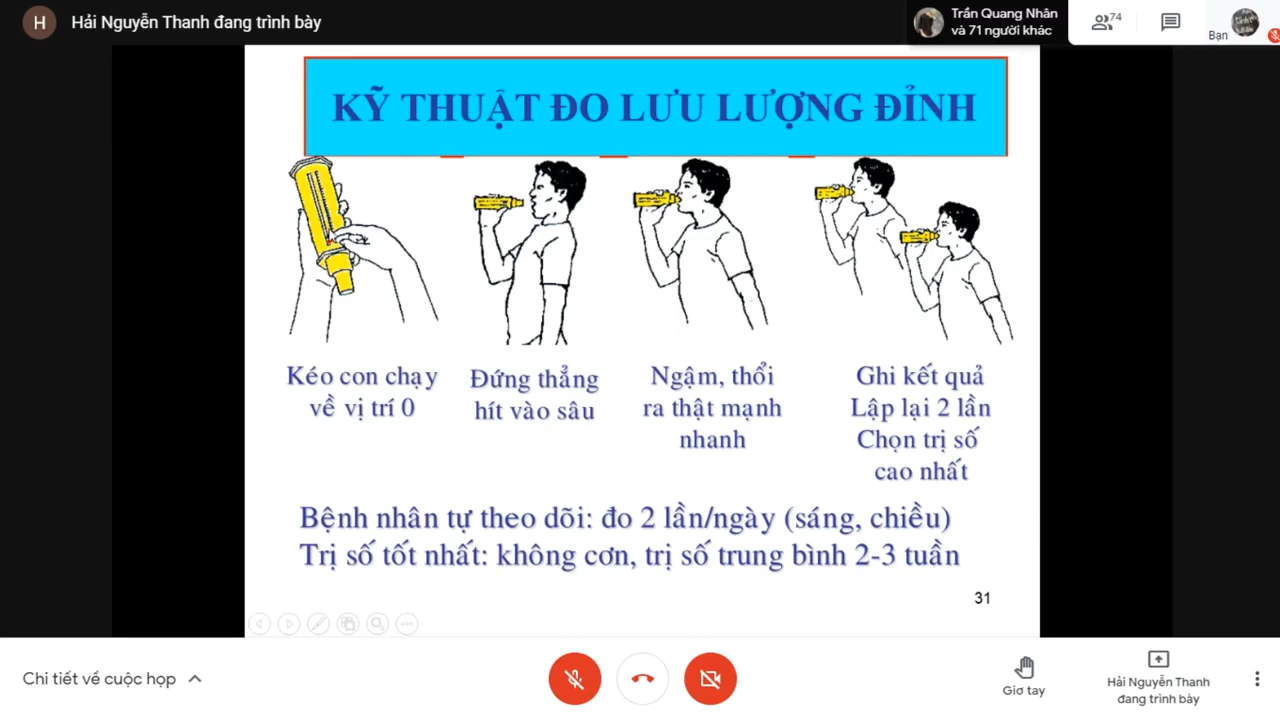 H
Hải Nguyễn Thanh đang trình bày
Trần Quang Nhân
và 71 người khác
74
Bạn
KỸ THUẬT ĐO LƯU LƯỢNG ĐỈNH
Kéo con chạy
về vị trí 0
Đứng thẳng
hít vào sâu
Ngậm, thổi
ra thật mạnh
nhanh
Ghi kết quả
Lập lại 2 lần
Chọn trị số
cao nhất
Bệnh nhân tự theo dõi: đo 2 lần/ngày (sáng, chiều)
Trị số tốt nhất: không cơn, trị số trung bình 2-3 tuần
31
Chi tiết về cuộc họp
Giơ tay
Hải Nguyễn Thanh
đang trình bày